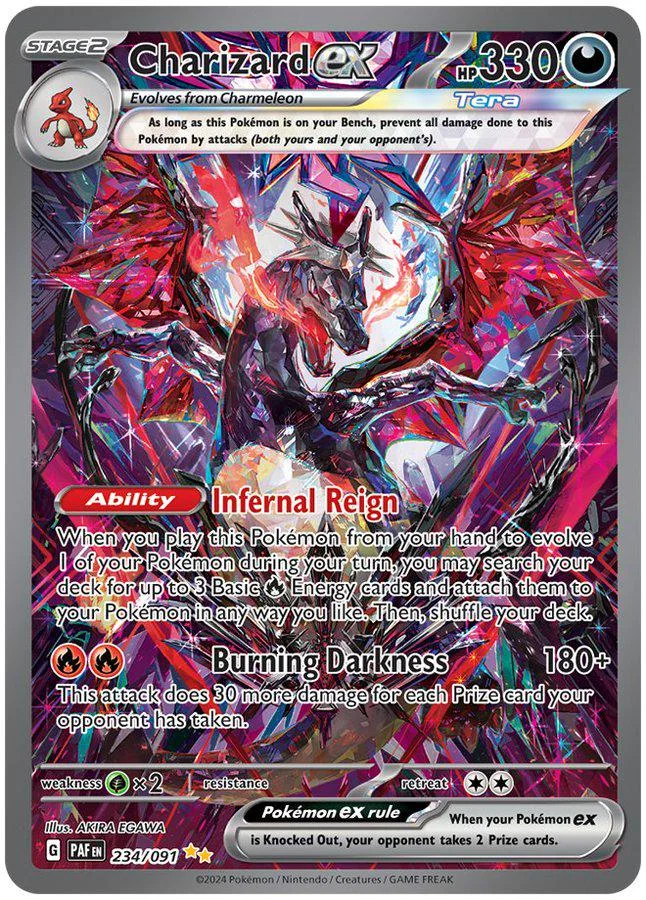 STAGE2
Charizard ex
HP 330
Evolves from Charmeleon
Tera
As long as this Pokémon is on your Bench, prevent all damage done to this
Pokémon by attacks (both yours and your opponent's).
Ability Infernal Reign
When you play this Pokémon from your hand to evolve
1 of your Pokémon during your turn, you may search your
deck for up to 3 Basic Energy cards and attach them to
your Pokémon in any way you like. Then, shuffle your deck.
Burning Darkness 180+
This attack does 30 more damage for each Prize card your
opponent has taken.
weakness ×2 resistance retreat
Illus. AKIRA EGAWA
G PAF EN 234/091
Pokémon ex rule When your Pokémon ex
is Knocked Out, your opponent takes 2 Prize cards.
©2024 Pokémon / Nintendo / Creatures / GAME FREAK